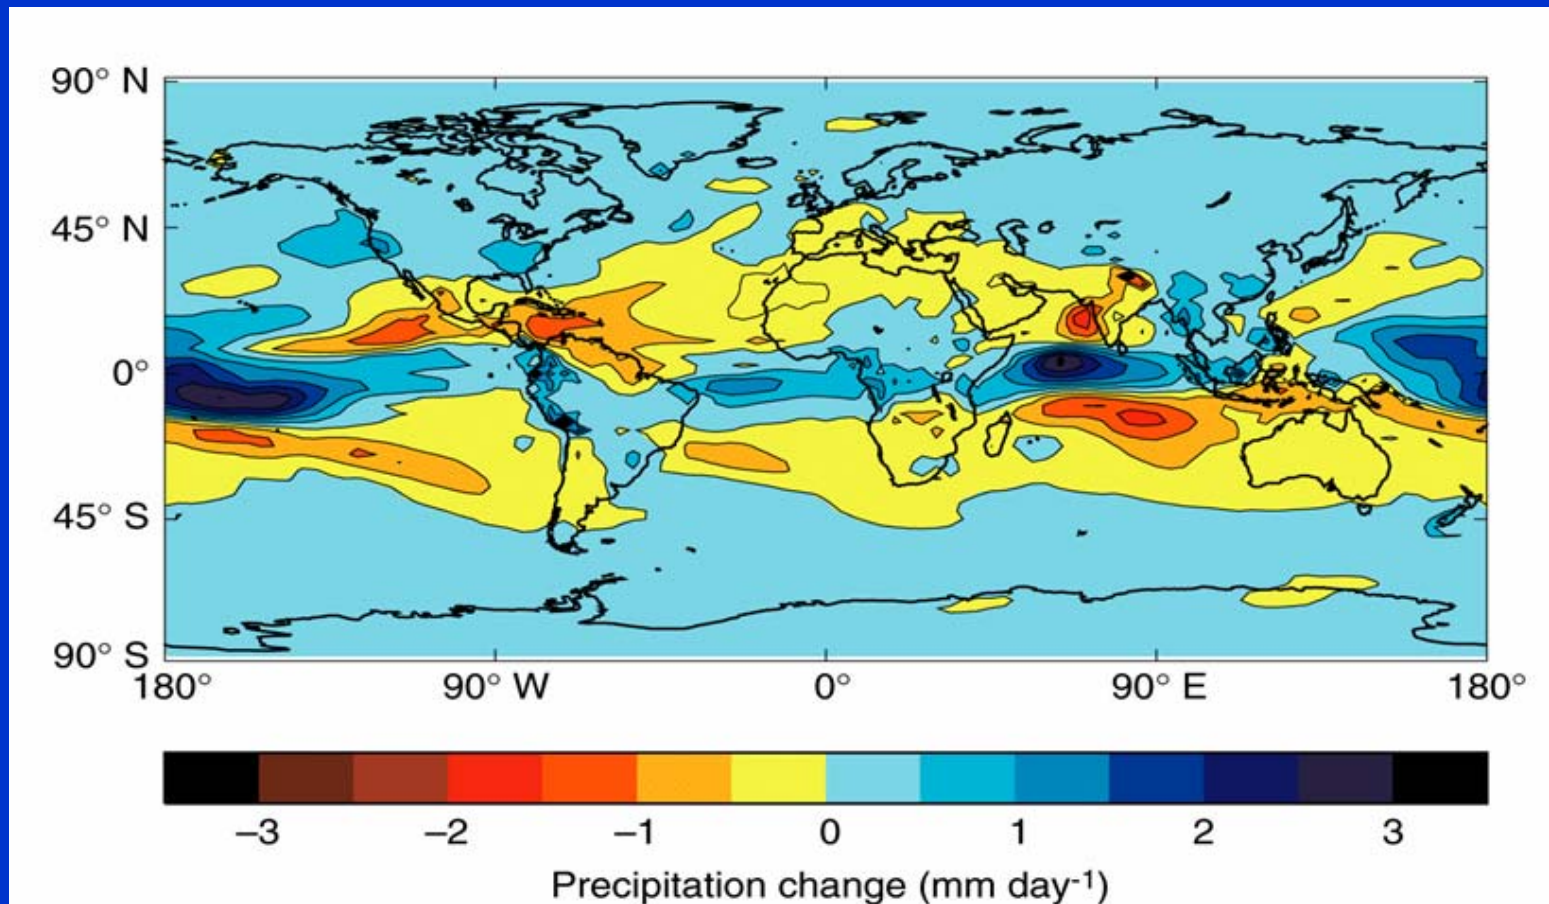 90° N
45° N
0°
45° S
90° S
180° 90° W 0° 90° E 180°
–3 –2 –1 0 1 2 3
Precipitation change (mm day-1)